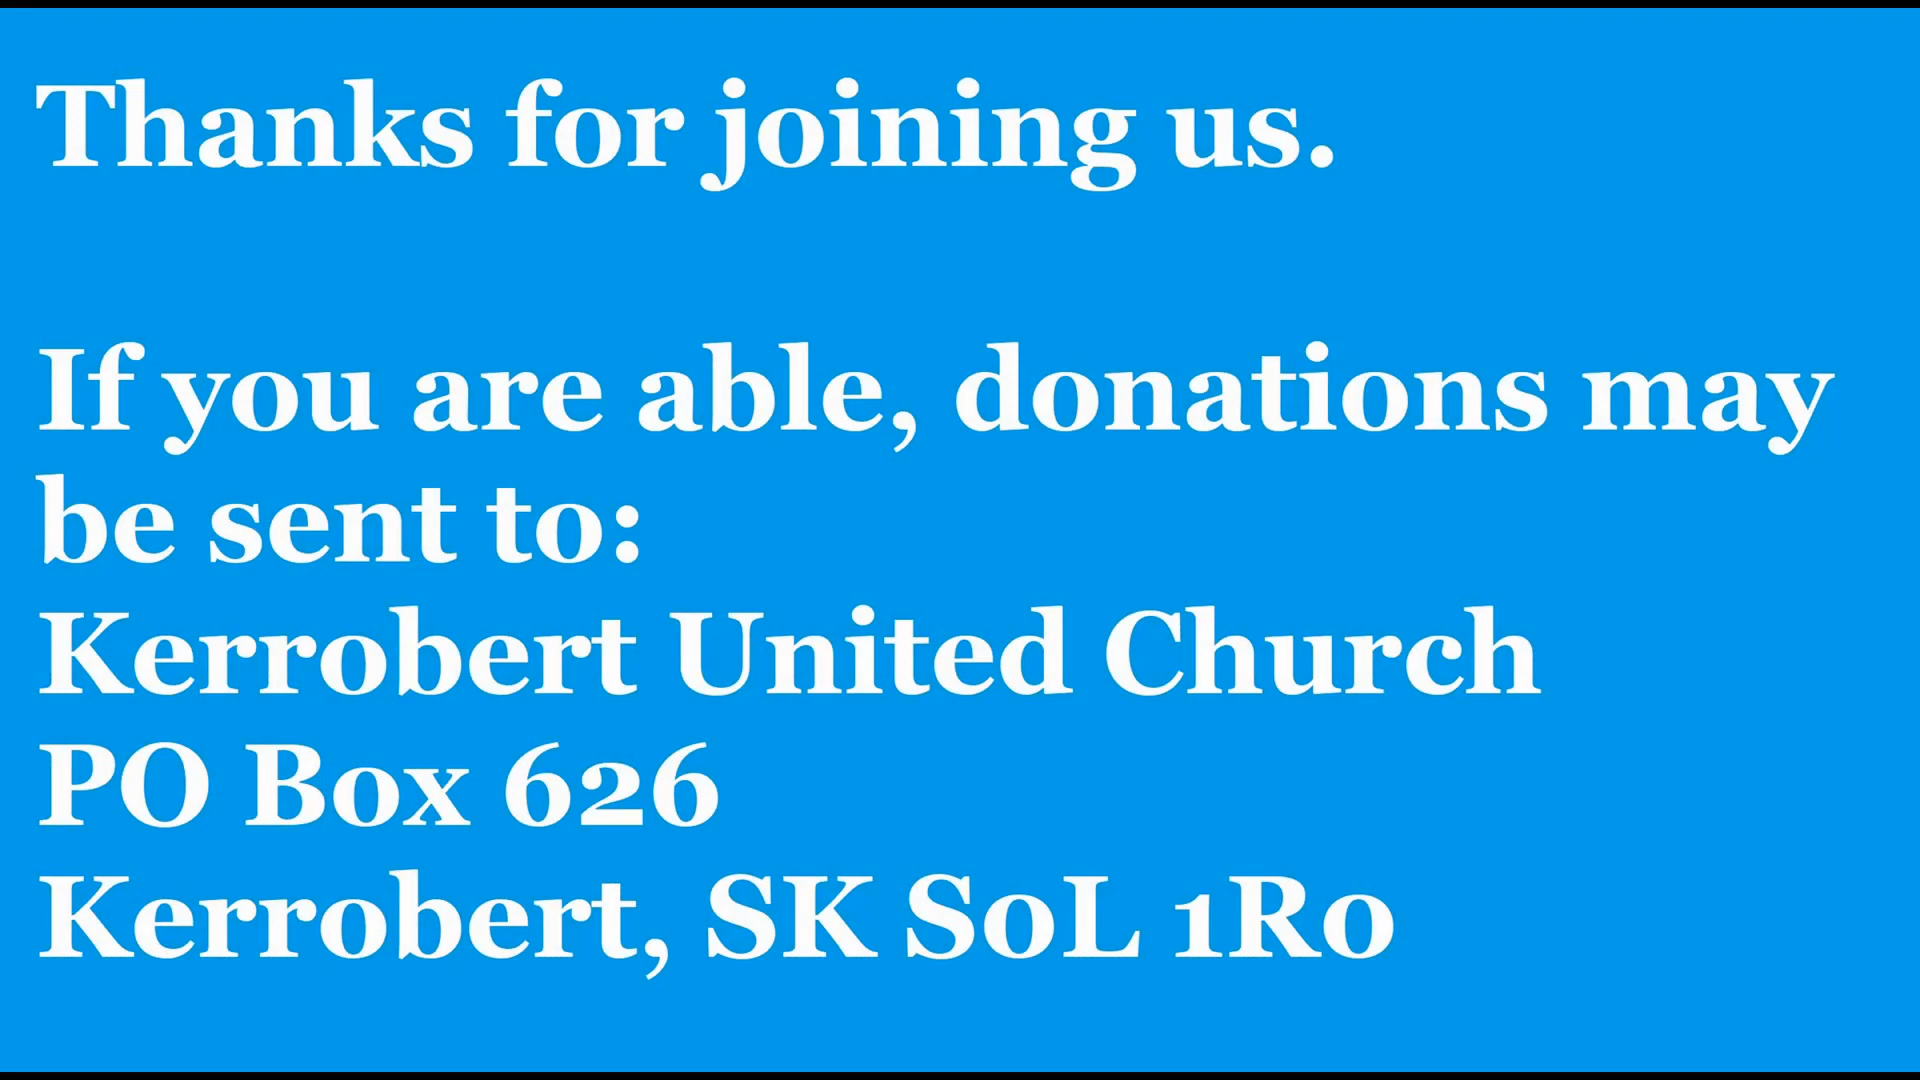 Thanks for joining us.
If you are able, donations may
be sent to:
Kerrobert United Church
PO Box 626
Kerrobert, SK S0L 1R0